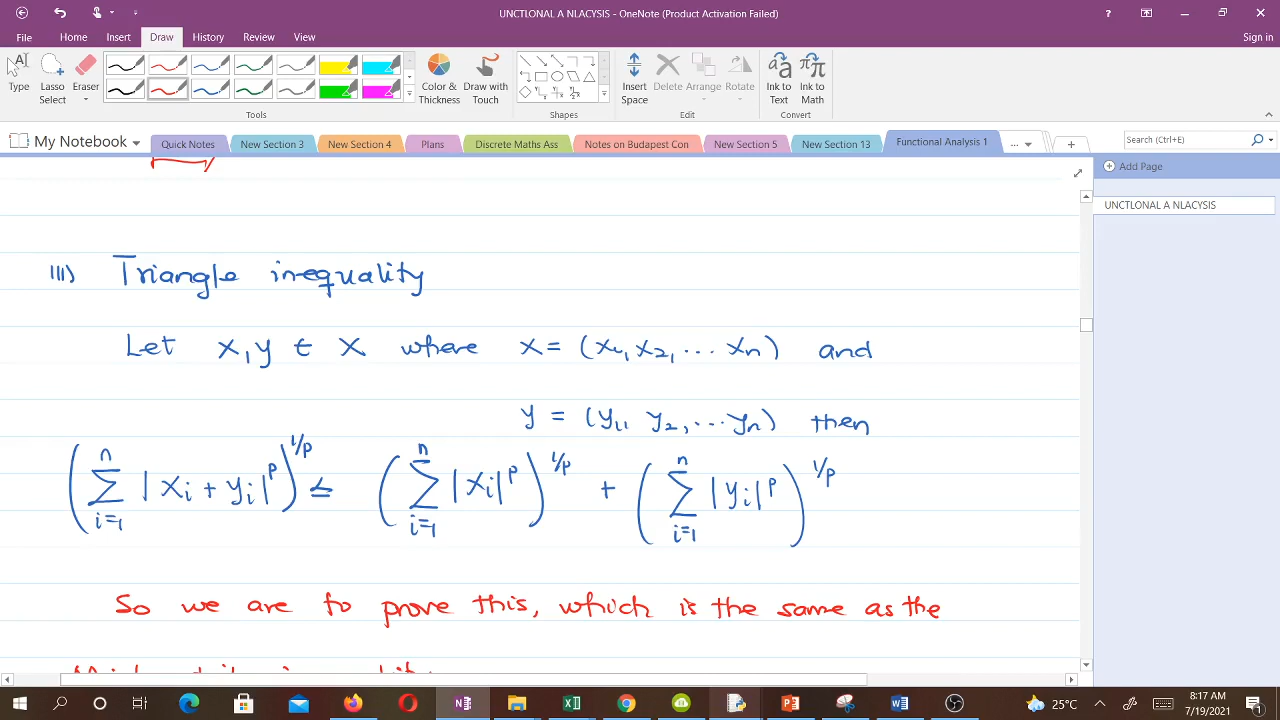 UNCTLONAL A NLACYSIS - OneNote (Product Activation Failed)
File Home Insert Draw History Review View Sign in
Type Lasso Select Eraser Color & Thickness Draw with Touch Insert Space Delete Arrange Rotate Ink to Text Ink to Math
Tools Shapes Edit Convert
My Notebook Quick Notes New Section 3 New Section 4 Plans Discrete Maths Ass Notes on Budapest Con New Section 5 New Section 13 Functional Analysis 1 ... Search (Ctrl+E)
Add Page
UNCTLONAL A NLACYSIS
III) Triangle inequality
Let x, y ∈ X where x = (x₁, x₂, ... xn) and
y = (y₁, y₂, ... yn) then
(∑_{i=1}^{n} |xi + yi|^p)^{1/p} ≤ (∑_{i=1}^{n} |xi|^p)^{1/p} + (∑_{i=1}^{n} |yi|^p)^{1/p}
So we are to prove this, which is the same as the
25°C 8:17 AM
7/19/2021